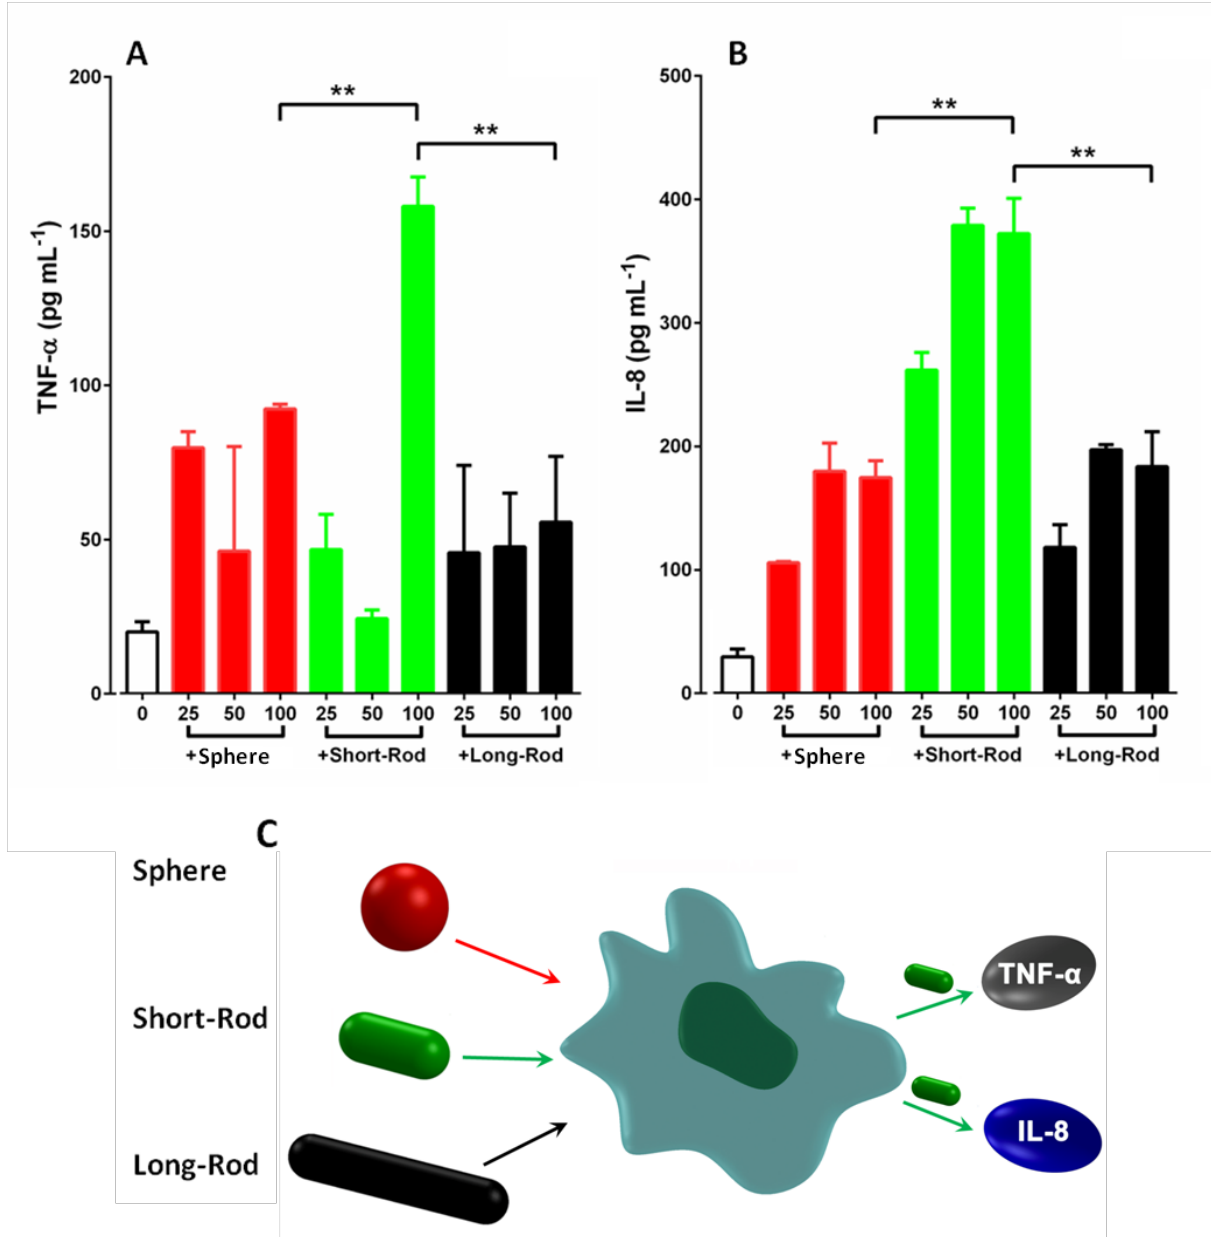 A
TNF-α (pg mL-1)
200
150
100
50
0
**
**
0 25 50 100 25 50 100 25 50 100
+Sphere +Short-Rod +Long-Rod
B
IL-8 (pg mL-1)
500
400
300
200
100
0
**
**
0 25 50 100 25 50 100 25 50 100
+Sphere +Short-Rod +Long-Rod
C
Sphere
Short-Rod
Long-Rod
TNF-α
IL-8